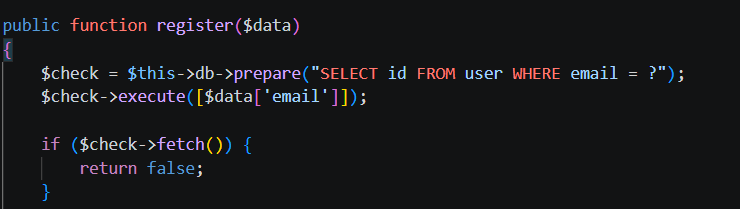 public function register($data)
{
    $check = $this->db->prepare("SELECT id FROM user WHERE email = ?");
    $check->execute([$data['email']]);

    if ($check->fetch()) {
        return false;
    }